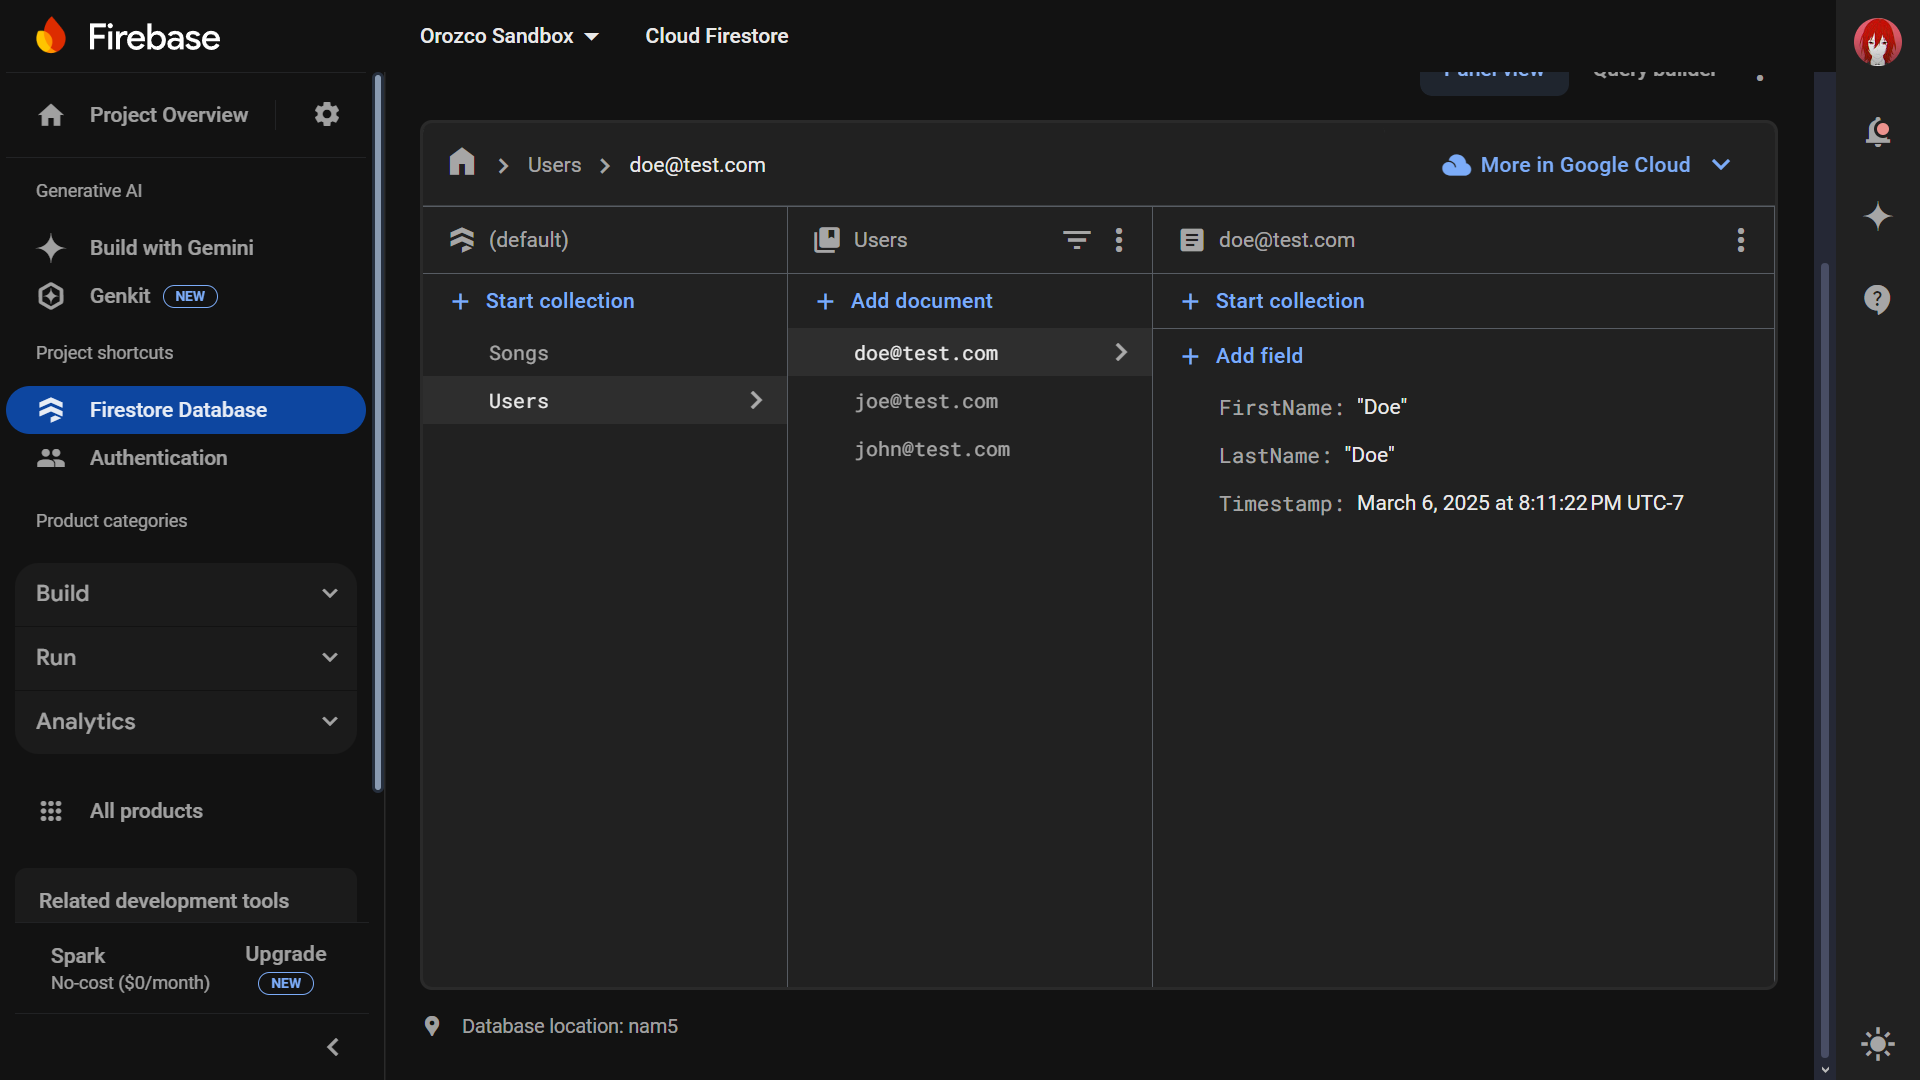 Firebase
Orozco Sandbox
Cloud Firestore
Panel view
Query builder
Project Overview
Generative AI
Build with Gemini
Genkit NEW
Project shortcuts
Firestore Database
Authentication
Product categories
Build
Run
Analytics
All products
Related development tools
Spark
No-cost ($0/month)
Upgrade
NEW
Users
doe@test.com
More in Google Cloud
(default)
Start collection
Songs
Users
Users
Add document
doe@test.com
joe@test.com
john@test.com
doe@test.com
Start collection
Add field
FirstName: "Doe"
LastName: "Doe"
Timestamp: March 6, 2025 at 8:11:22 PM UTC-7
Database location: nam5